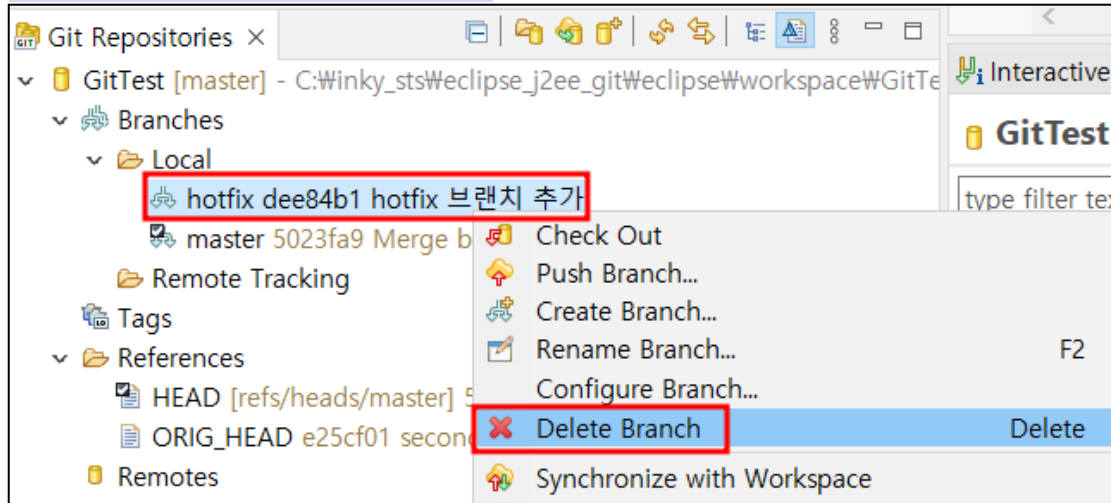 Git Repositories ×
GitTest [master] - C:₩inky_sts₩eclipse_j2ee_git₩eclipse₩workspace₩GitTe
Interactive
Branches
GitTest
Local
hotfix dee84b1 hotfix 브랜치 추가
type filter tex
master 5023fa9 Merge b
Check Out
Push Branch...
Remote Tracking
Create Branch...
Tags
Rename Branch... F2
References
Configure Branch...
HEAD [refs/heads/master] 5
Delete Branch Delete
ORIG_HEAD e25cf01 second
Remotes
Synchronize with Workspace